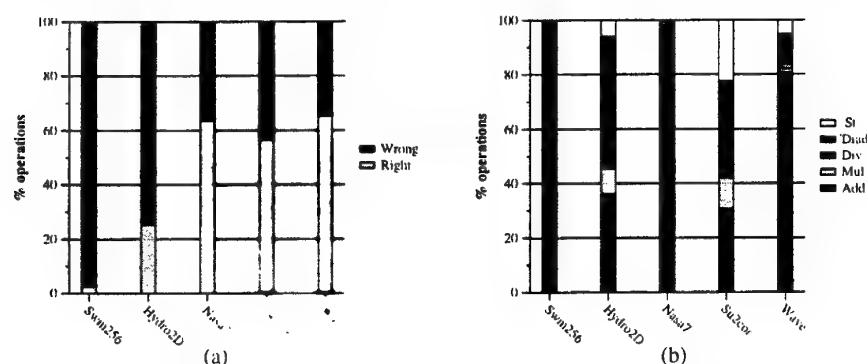 100
80
60
40
20
0
% operations
Swm256
Hydro2D
Wrong
Right
(a)
100
80
60
40
20
0
% operations
Swm256
Hydro2D
Nasa7
Su2cor
Wave
St
Diad
Div
Mul
Add
(b)